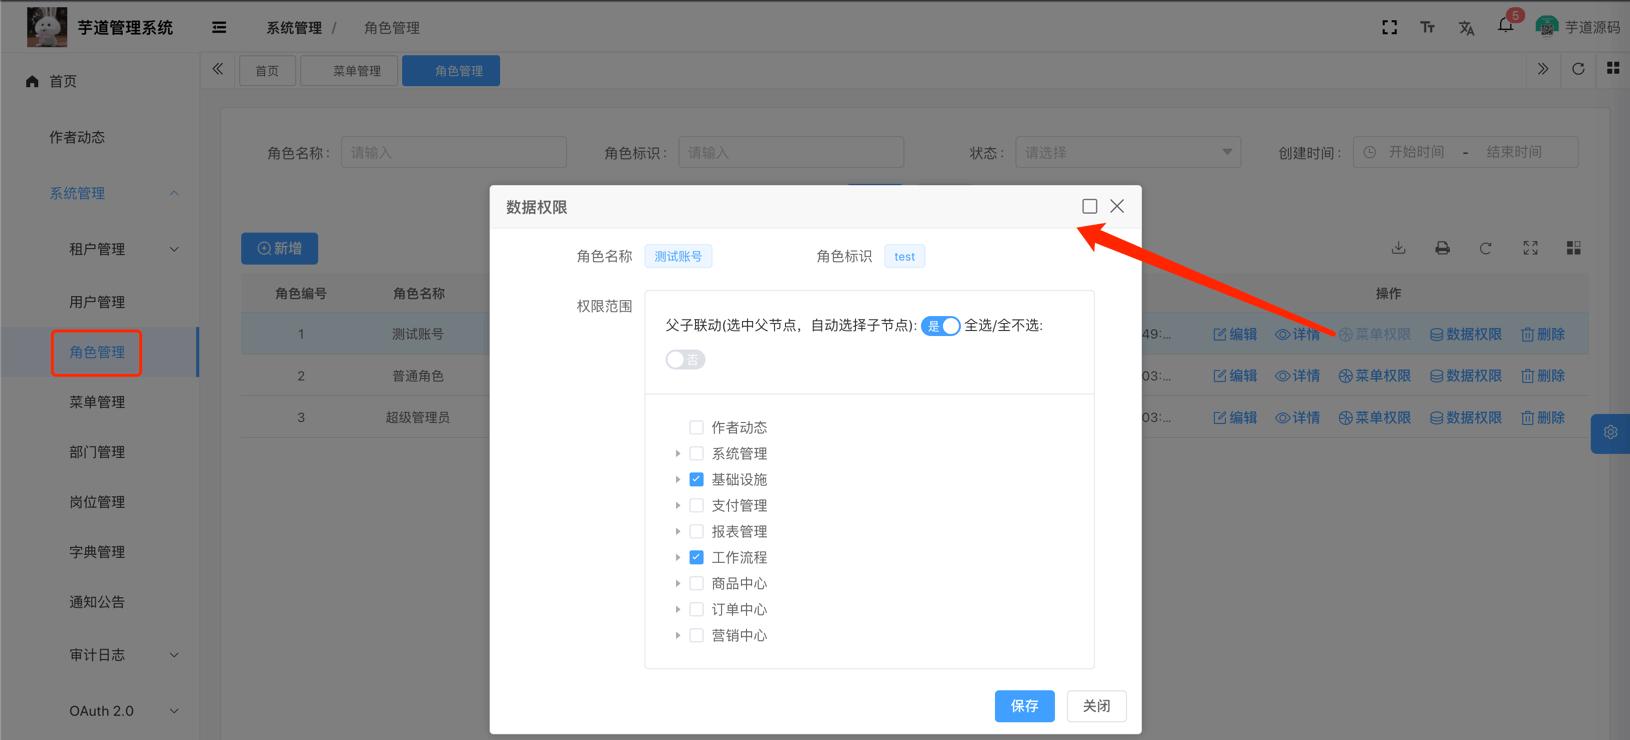 芋道管理系统
系统管理 / 角色管理
5
芋道源码
首页
作者动态
系统管理
租户管理
用户管理
角色管理
菜单管理
部门管理
岗位管理
字典管理
通知公告
审计日志
OAuth 2.0
首页 菜单管理 角色管理
角色名称： 请输入 角色标识： 请输入 状态： 请选择 创建时间： 开始时间 - 结束时间
新增
角色编号 角色名称 操作
1 测试账号 49:... 编辑 详情 菜单权限 数据权限 删除
2 普通角色 03:... 编辑 详情 菜单权限 数据权限 删除
3 超级管理员 03:... 编辑 详情 菜单权限 数据权限 删除
数据权限
角色名称 测试账号 角色标识 test
权限范围
父子联动(选中父节点，自动选择子节点): 是 全选/全不选:
否
作者动态
系统管理
基础设施
支付管理
报表管理
工作流程
商品中心
订单中心
营销中心
保存 关闭